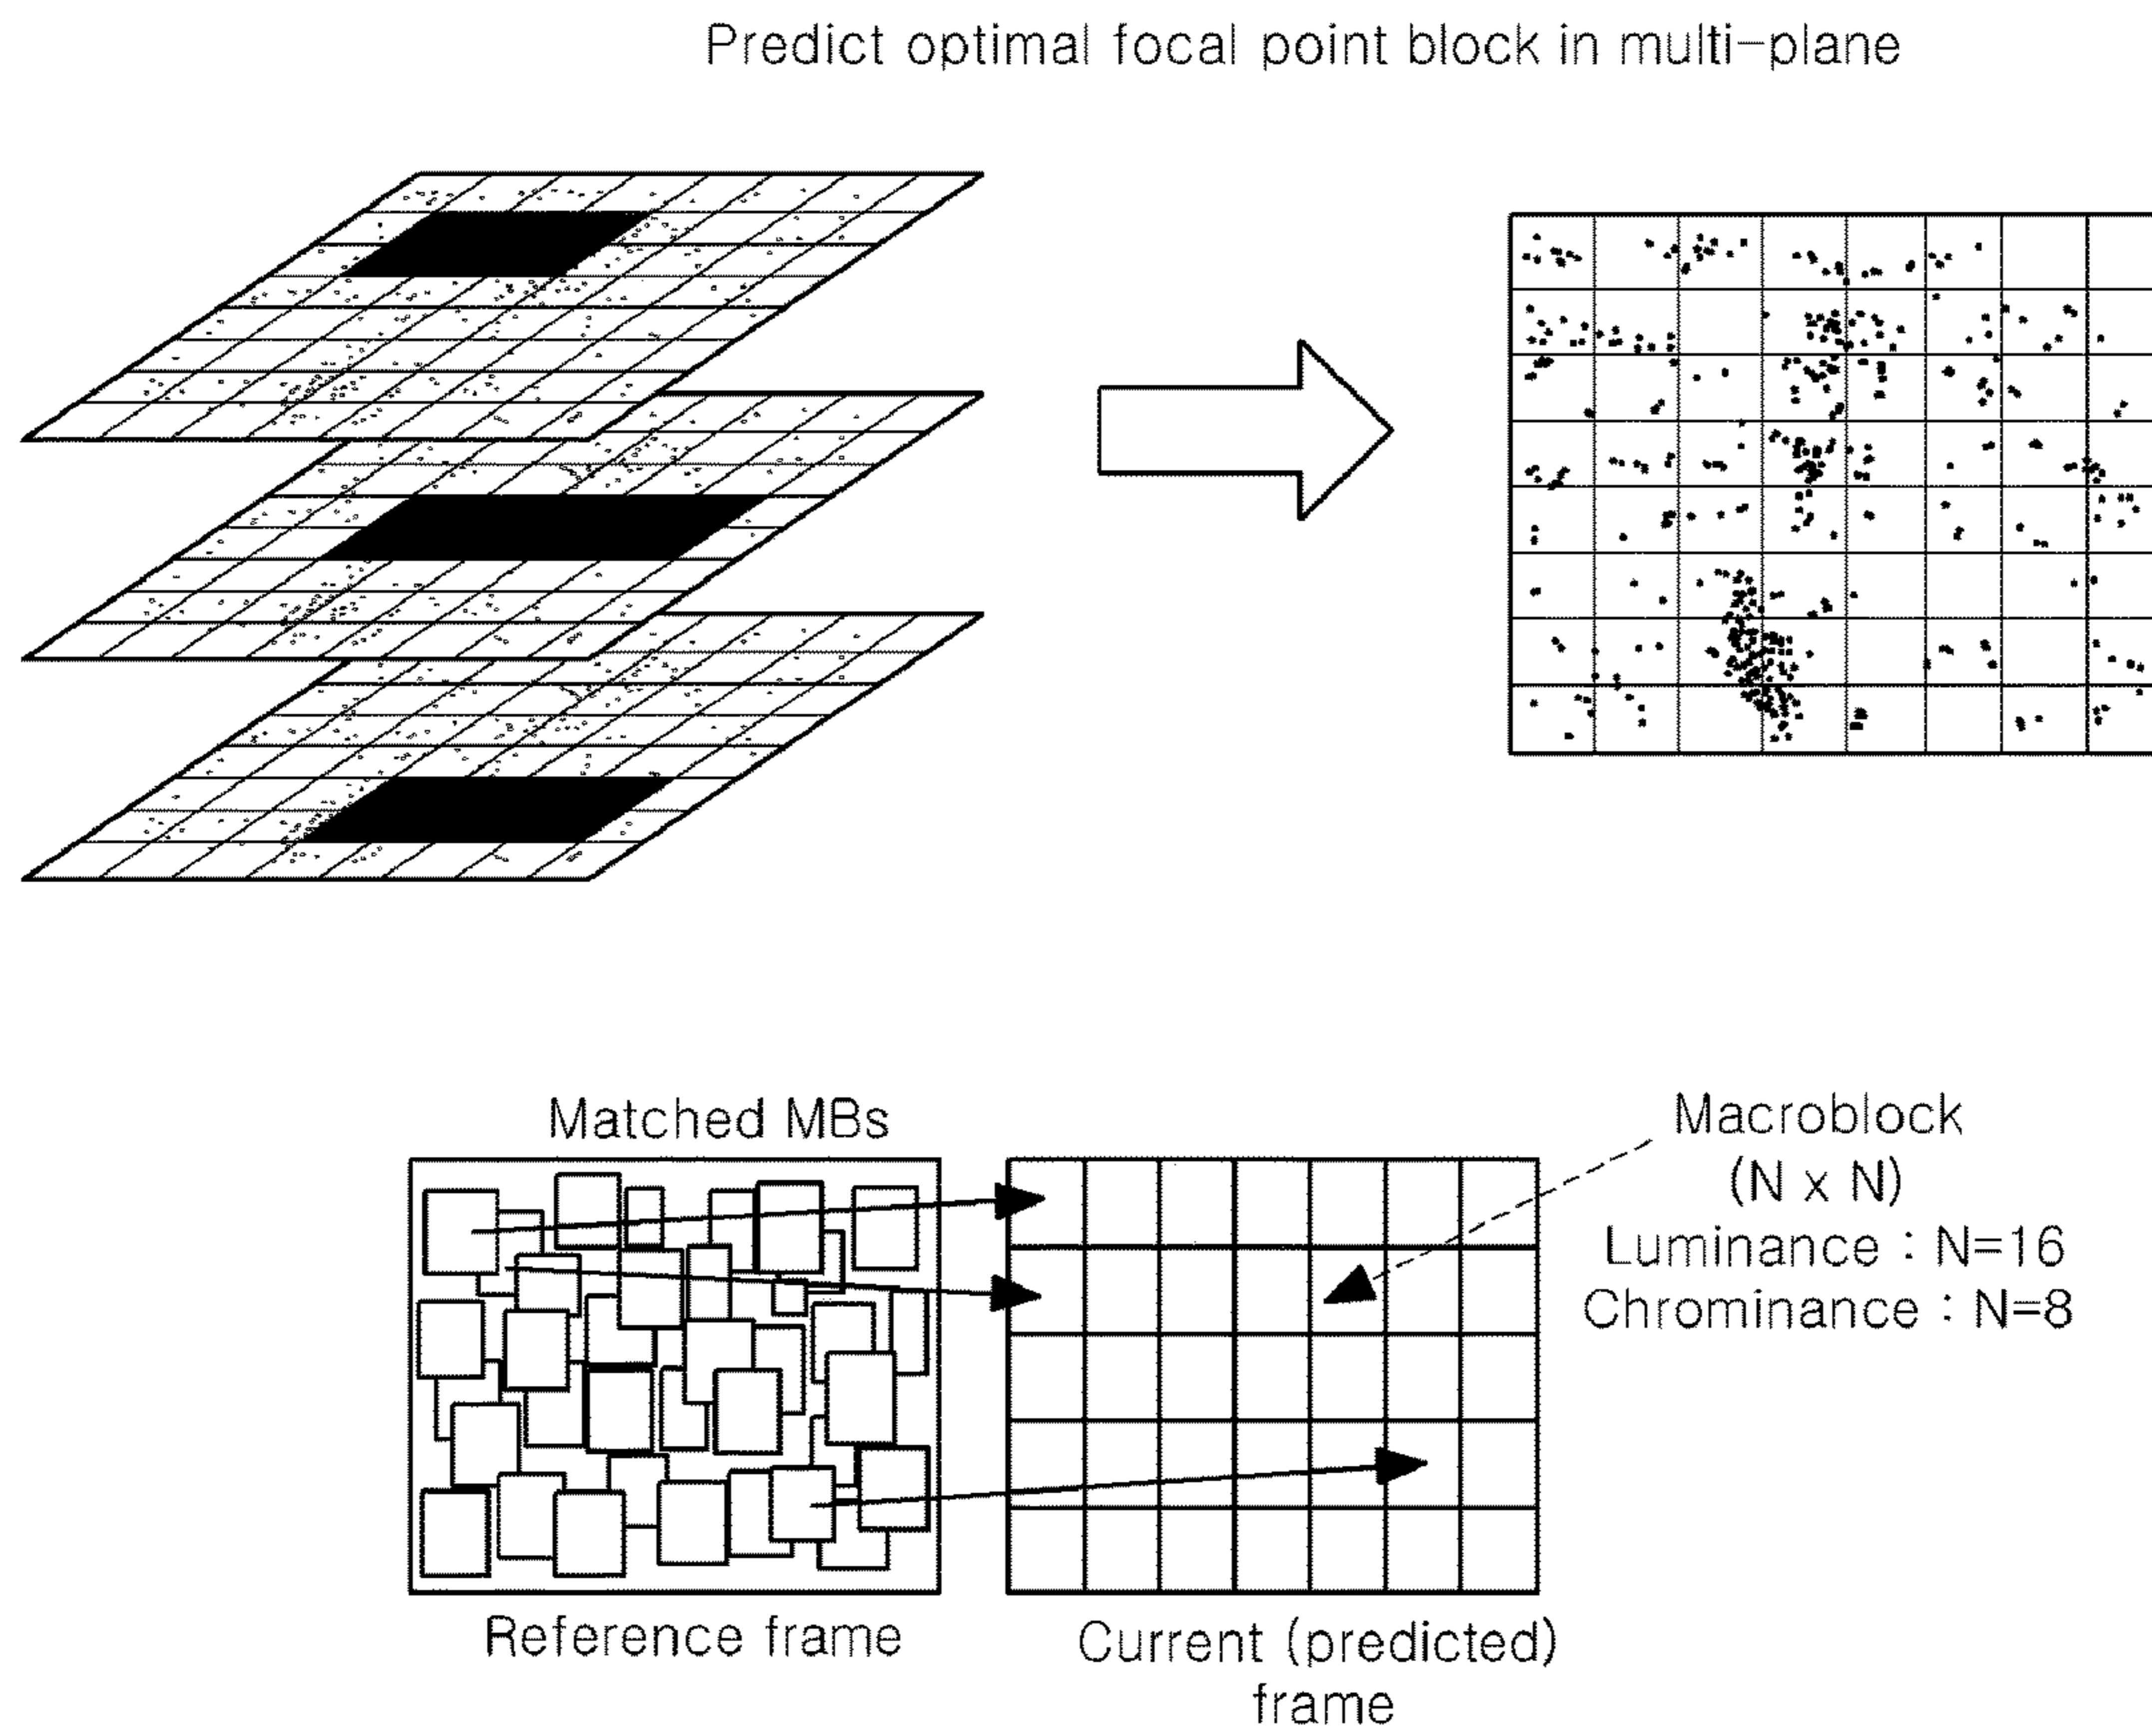 Predict optimal focal point block in multi-plane
Matched MBs
Macroblock
(N x N)
Luminance : N=16
Chrominance : N=8
Reference frame
Current (predicted)
frame